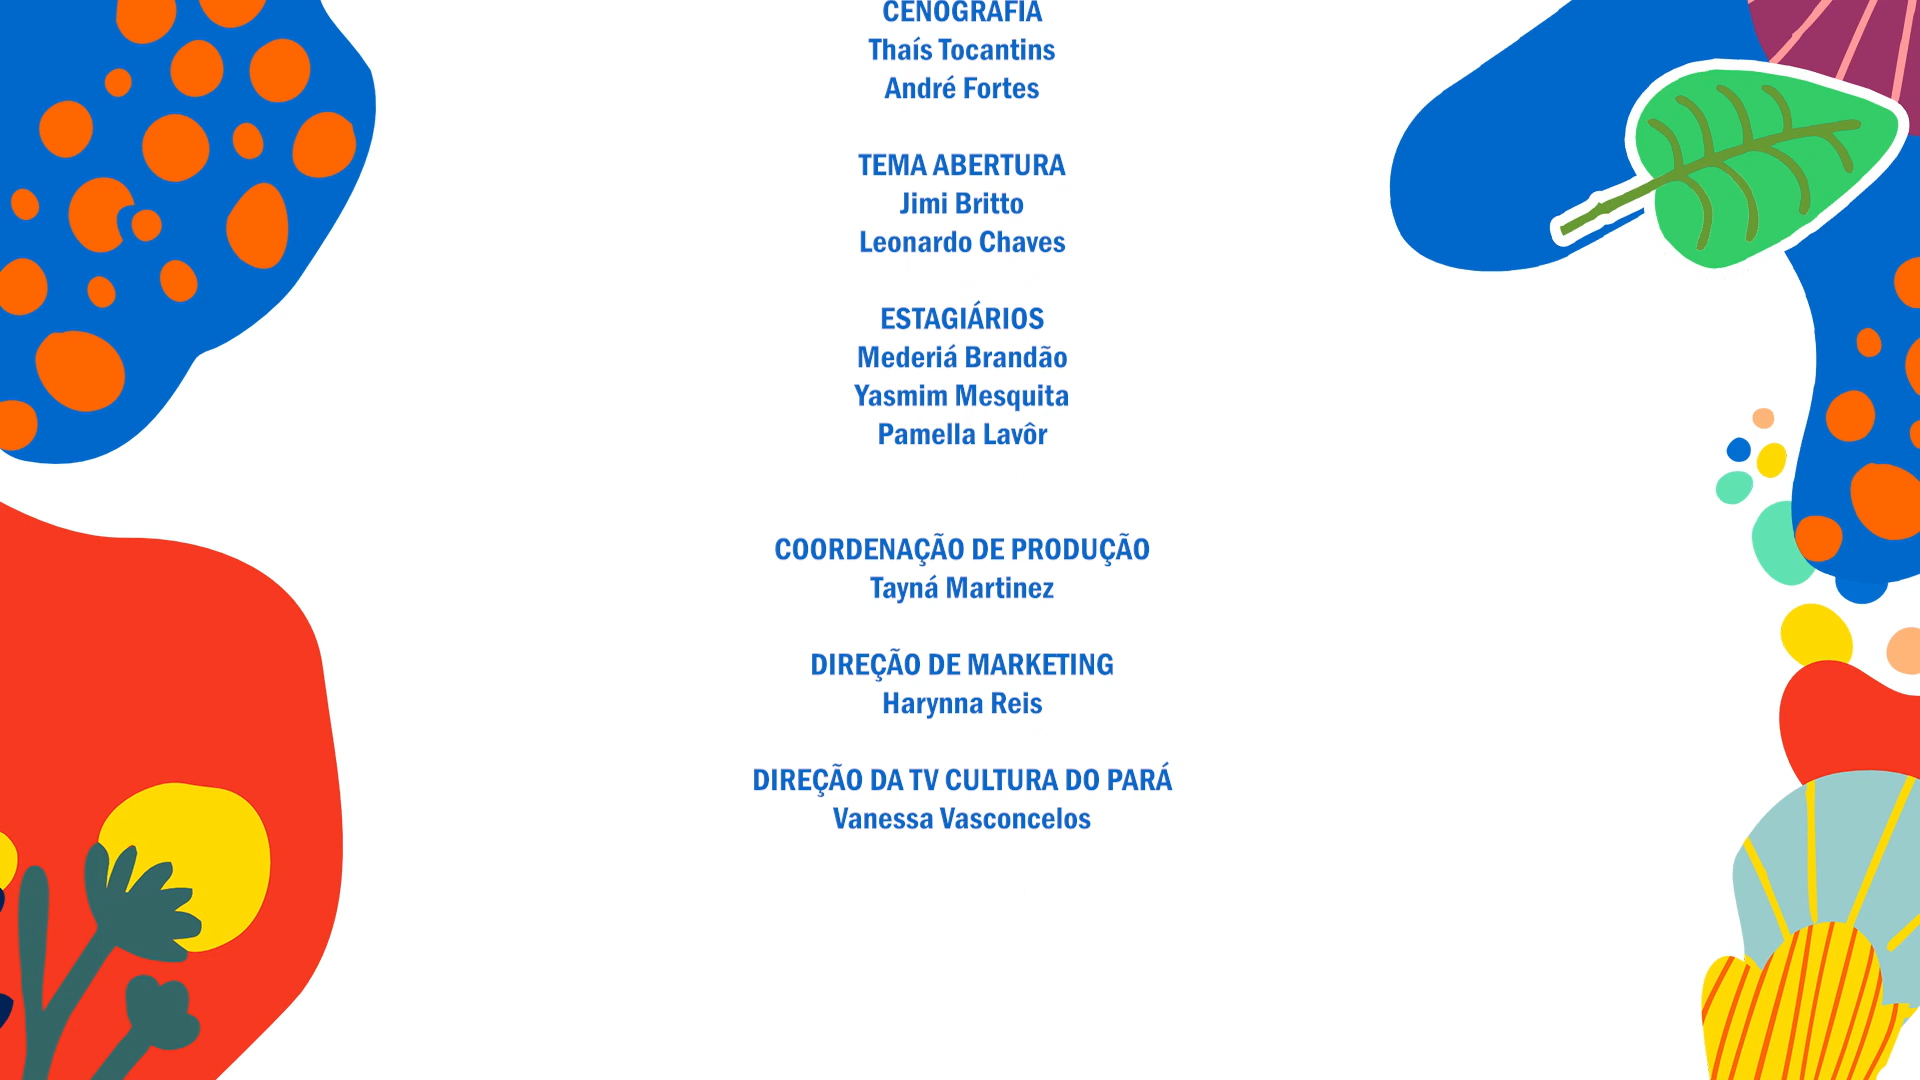 CENOGRAFIA
Thaís Tocantins
André Fortes
TEMA ABERTURA
Jimi Britto
Leonardo Chaves
ESTAGIÁRIOS
Mederiá Brandão
Yasmim Mesquita
Pamella Lavôr
COORDENAÇÃO DE PRODUÇÃO
Tayná Martinez
DIREÇÃO DE MARKETING
Harynna Reis
DIREÇÃO DA TV CULTURA DO PARÁ
Vanessa Vasconcelos